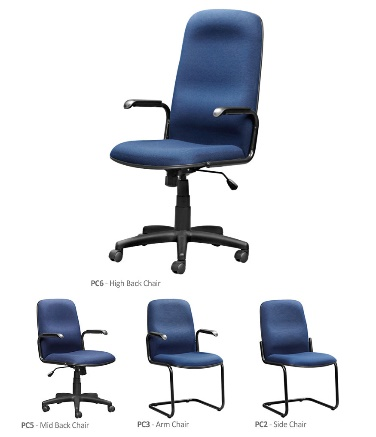 PC6 - High Back Chair
PC5 - Mid Back Chair
PC3 - Arm Chair
PC2 - Side Chair